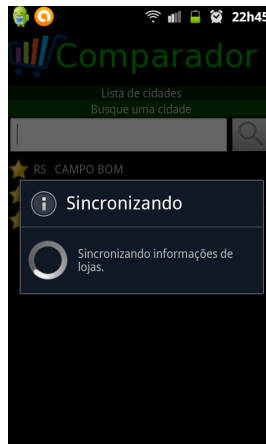 22h45
Comparador
Lista de cidades
Busque uma cidade
RS CAMPO BOM
Sincronizando
Sincronizando informações de
lojas.